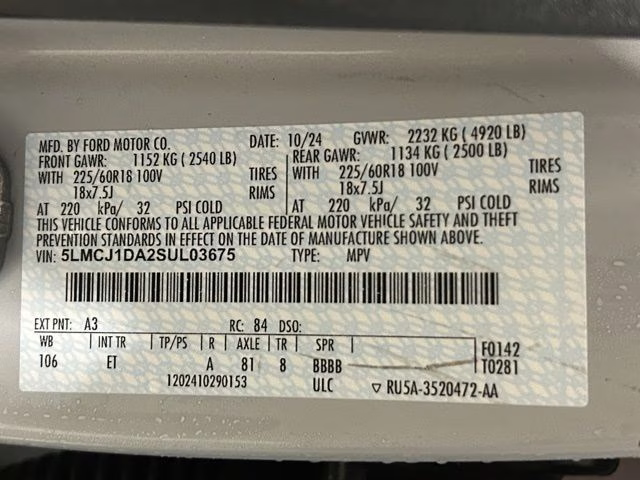 MFD. BY FORD MOTOR CO. DATE: 10/24 GVWR: 2232 KG ( 4920 LB)
FRONT GAWR: 1152 KG ( 2540 LB) REAR GAWR: 1134 KG ( 2500 LB)
WITH 225/60R18 100V TIRES WITH 225/60R18 100V TIRES
18x7.5J RIMS 18x7.5J RIMS
AT 220 kPa/ 32 PSI COLD AT 220 kPa/ 32 PSI COLD
THIS VEHICLE CONFORMS TO ALL APPLICABLE FEDERAL MOTOR VEHICLE SAFETY AND THEFT
PREVENTION STANDARDS IN EFFECT ON THE DATE OF MANUFACTURE SHOWN ABOVE.
VIN: 5LMCJ1DA2SUL03675 TYPE: MPV
EXT PNT: A3 RC: 84 DSO:
WB INT TR TP/PS R AXLE TR SPR F0142
106 ET A 81 8 BBBB T0281
1202410290153 ULC ▽ RU5A-3520472-AA